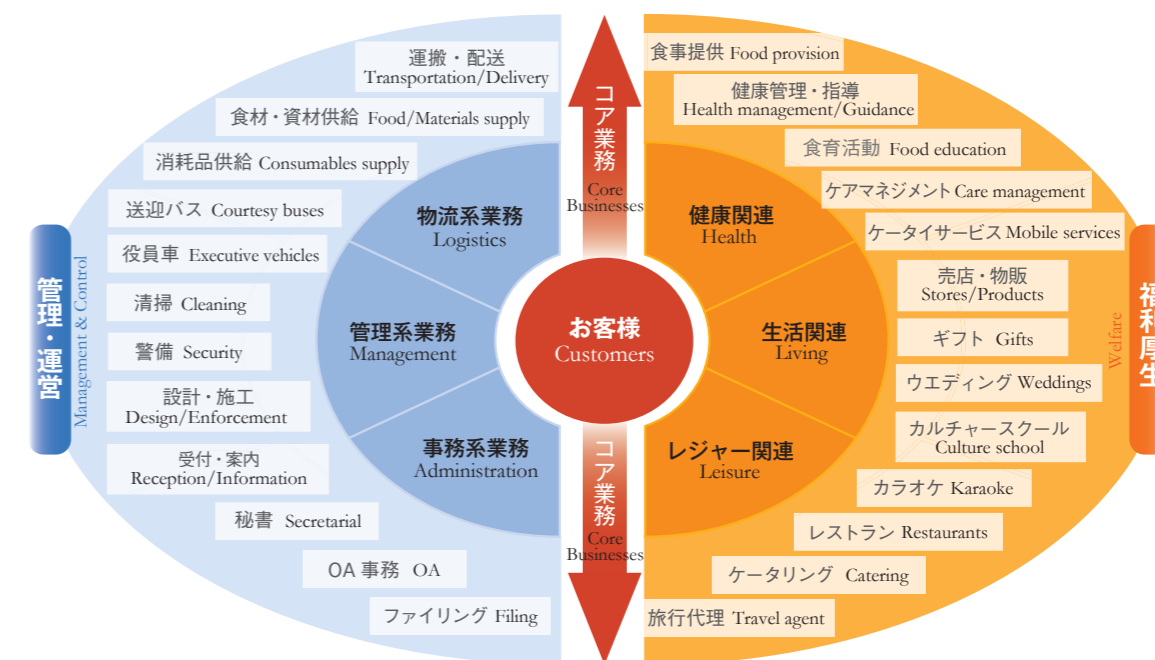 運搬・配送
Transportation/Delivery
食材・資材供給 Food/Materials supply
消耗品供給 Consumables supply
送迎バス Courtesy buses
役員車 Executive vehicles
清掃 Cleaning
警備 Security
設計・施工
Design/Enforcement
受付・案内
Reception/Information
秘書 Secretarial
OA 事務 OA
ファイリング Filing
管理・運営
Management & Control
物流系業務
Logistics
管理系業務
Management
事務系業務
Administration
コア業務
Core
Businesses
お客様
Customers
コア業務
Core
Businesses
健康関連
Health
生活関連
Living
レジャー関連
Leisure
食事提供 Food provision
健康管理・指導
Health management/Guidance
食育活動 Food education
ケアマネジメント Care management
ケータイサービス Mobile services
売店・物販
Stores/Products
ギフト Gifts
ウエディング Weddings
カルチャースクール
Culture school
カラオケ Karaoke
レストラン Restaurants
ケータリング Catering
旅行代理 Travel agent
Welfare
福利厚生